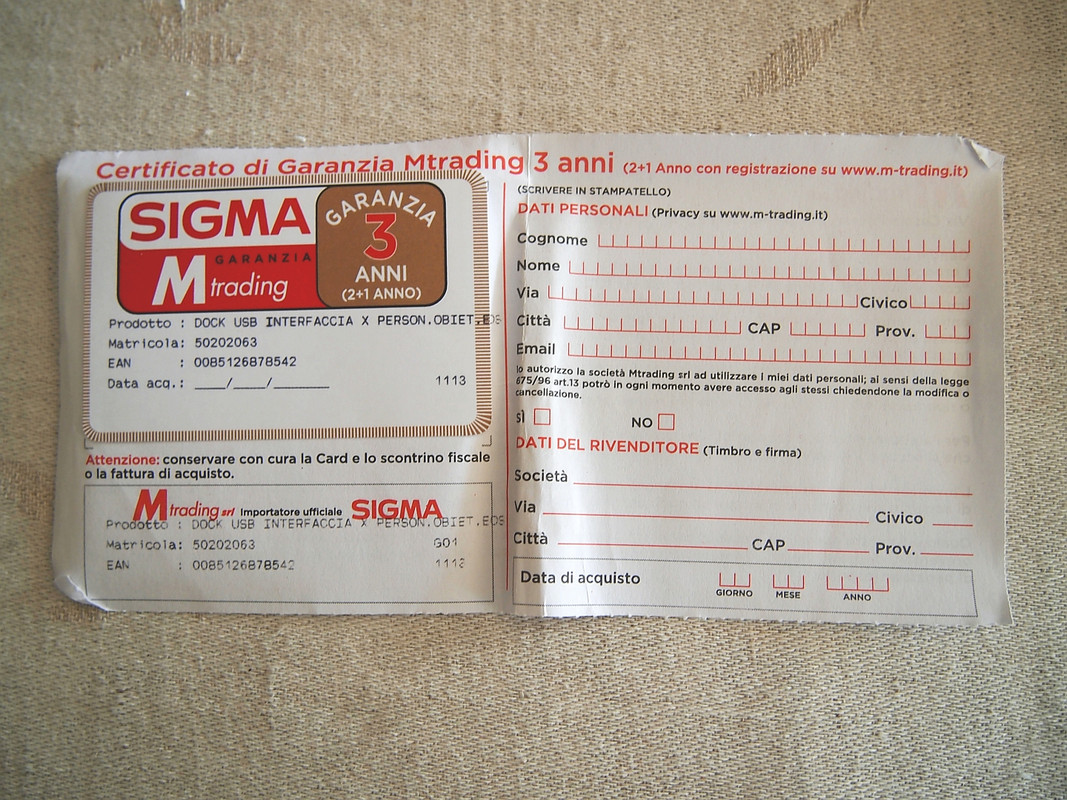 Certificato di Garanzia Mtrading 3 anni (2+1 Anno con registrazione su www.m-trading.it)
SIGMA
GARANZIA
M trading
GARANZIA
3
ANNI
(2+1 ANNO)
Prodotto : DOCK USB INTERFACCIA X PERSON.OBIET.EOS
Matricola: 50202063
EAN : 0085126878542
Data acq.: ____/____/______ 1113
Attenzione: conservare con cura la Card e lo scontrino fiscale
o la fattura di acquisto.
Mtrading srl Importatore ufficiale SIGMA
Prodotto : DOCK USB INTERFACCIA X PERSON.OBIET.EOS
Matricola: 50202063 G01
EAN : 0085126878542 1113
(SCRIVERE IN STAMPATELLO)
DATI PERSONALI (Privacy su www.m-trading.it)
Cognome
Nome
Via Civico
Città CAP Prov.
Email
Io autorizzo la società Mtrading srl ad utilizzare i miei dati personali; ai sensi della legge
675/96 art.13 potrò in ogni momento avere accesso agli stessi chiedendone la modifica o
cancellazione.
SÌ NO
DATI DEL RIVENDITORE (Timbro e firma)
Società
Via Civico
Città CAP Prov.
Data di acquisto
GIORNO MESE ANNO